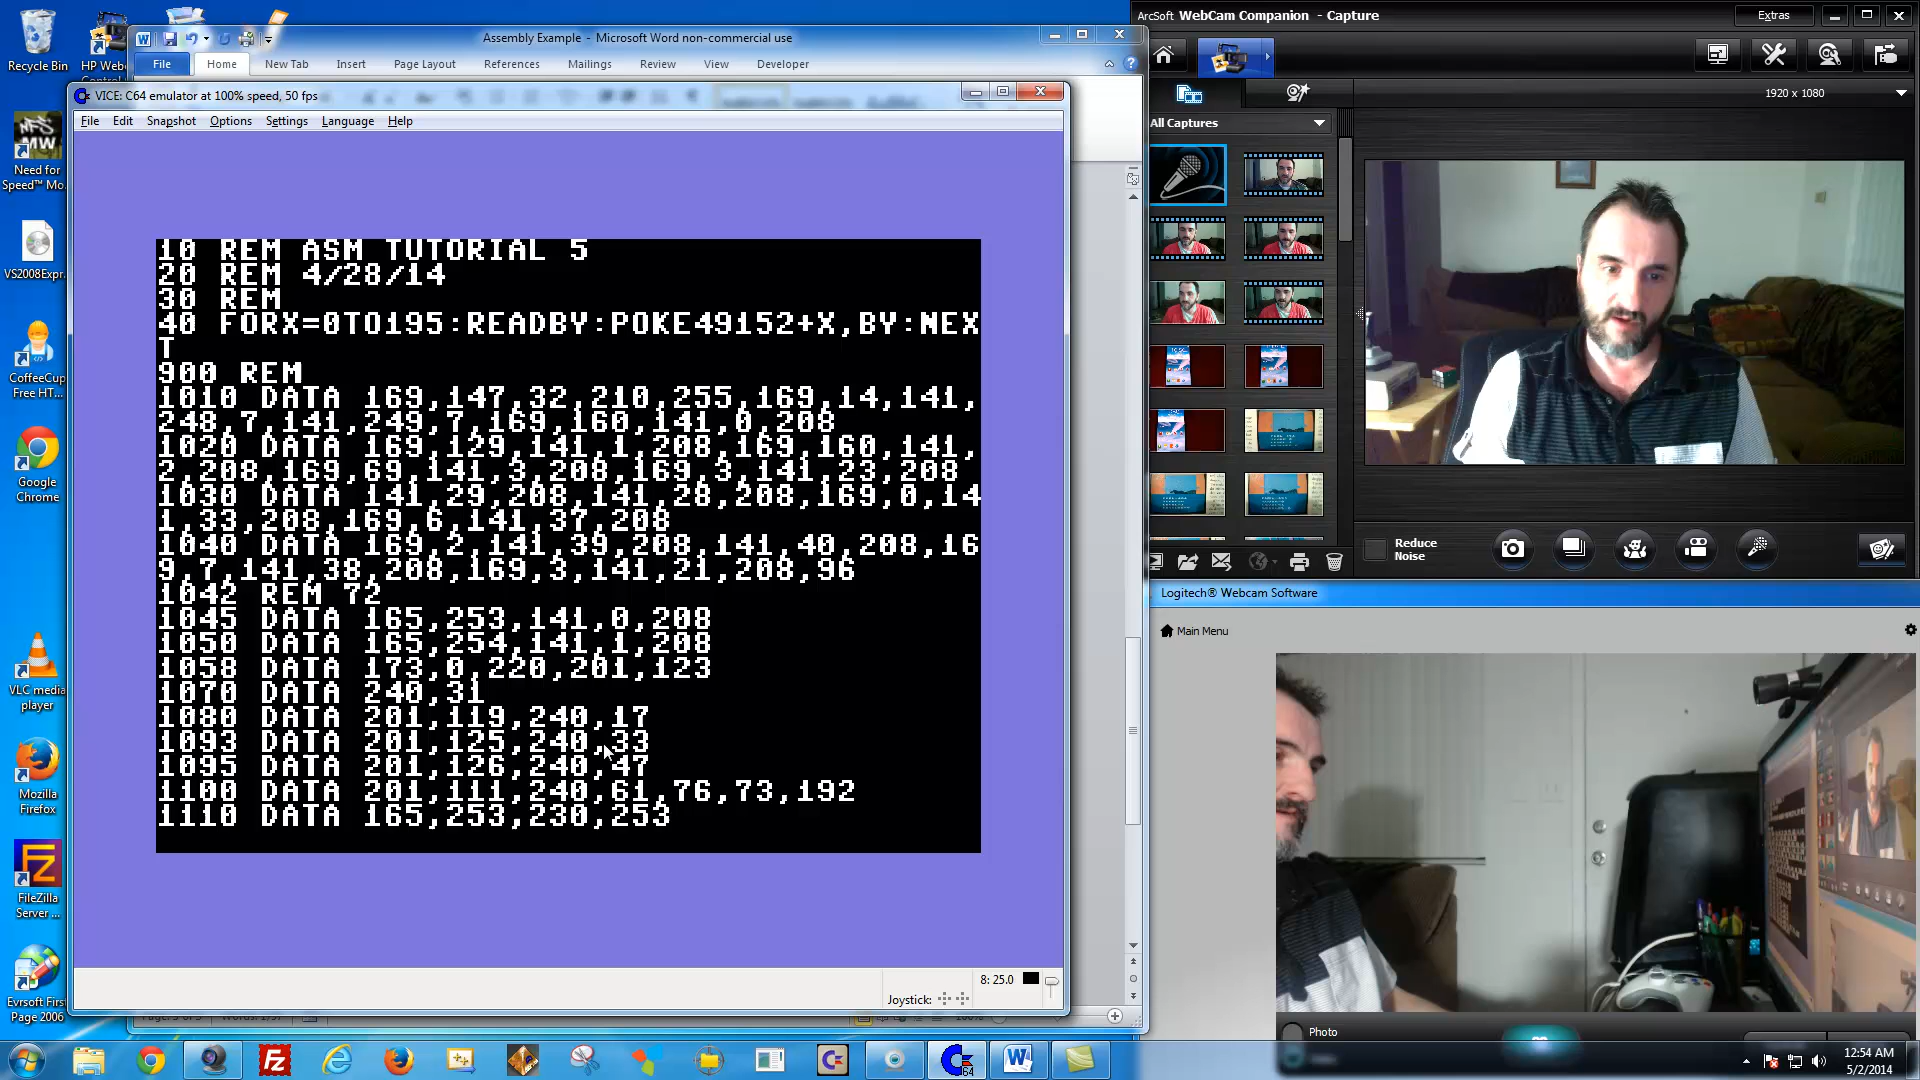 Recycle Bin
HP Web
Need for
Speed™ Mo...
VS2008Expr...
CoffeeCup
Free HT...
Google
Chrome
VLC media
player
Mozilla
Firefox
FileZilla
Server ...
Evrsoft First
Page 2006
Assembly Example - Microsoft Word non-commercial use
File Home New Tab Insert Page Layout References Mailings Review View Developer
VICE: C64 emulator at 100% speed, 50 fps
File Edit Snapshot Options Settings Language Help
10 REM ASM TUTORIAL 5
20 REM 4/28/14
30 REM
40 FORX=0TO195:READBY:POKE49152+X,BY:NEX
T
900 REM
1010 DATA 169,147,32,210,255,169,14,141,
248,7,141,249,7,169,160,141,0,208
1020 DATA 169,129,141,1,208,169,160,141,
2,208,169,69,141,3,208,169,3,141,23,208
1030 DATA 141,29,208,141,28,208,169,0,14
1,33,208,169,6,141,37,208
1040 DATA 169,2,141,39,208,141,40,208,16
9,7,141,38,208,169,3,141,21,208,96
1042 REM 72
1045 DATA 165,253,141,0,208
1050 DATA 165,254,141,1,208
1058 DATA 173,0,220,201,123
1070 DATA 240,31
1080 DATA 201,119,240,17
1093 DATA 201,125,240,33
1095 DATA 201,126,240,47
1100 DATA 201,111,240,61,76,73,192
1110 DATA 165,253,230,253
8: 25.0
Joystick:
ArcSoft WebCam Companion - Capture
Extras
1920 x 1080
All Captures
Reduce
Noise
Logitech® Webcam Software
Main Menu
Photo
12:54 AM
5/2/2014